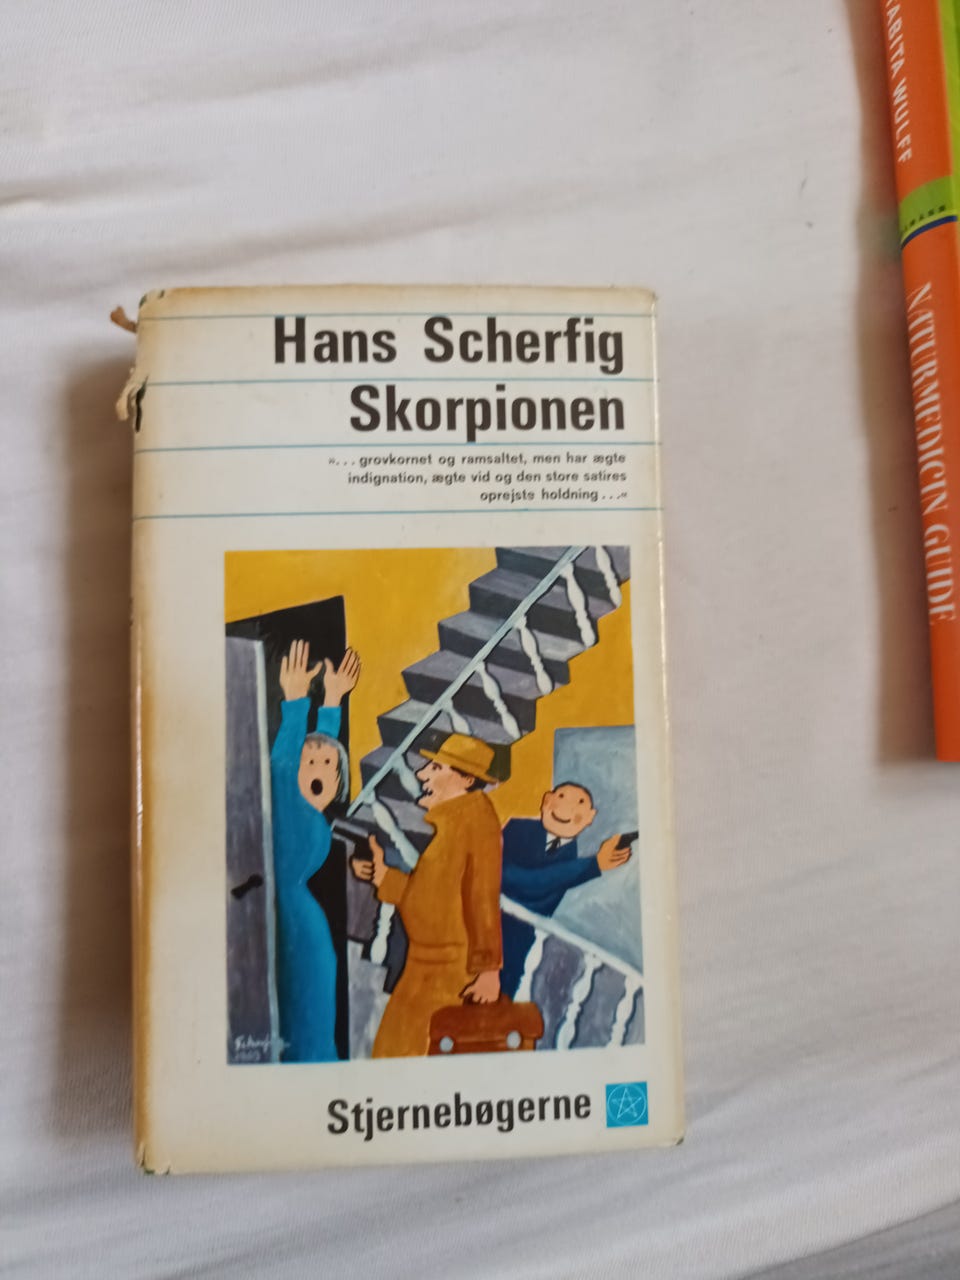 Hans Scherfig
Skorpionen
»... grovkornet og ramsaltet, men har ægte
indignation, ægte vid og den store satires
oprejste holdning ...«
Stjernebøgerne
WULFF
NATURMEDICIN GUIDE